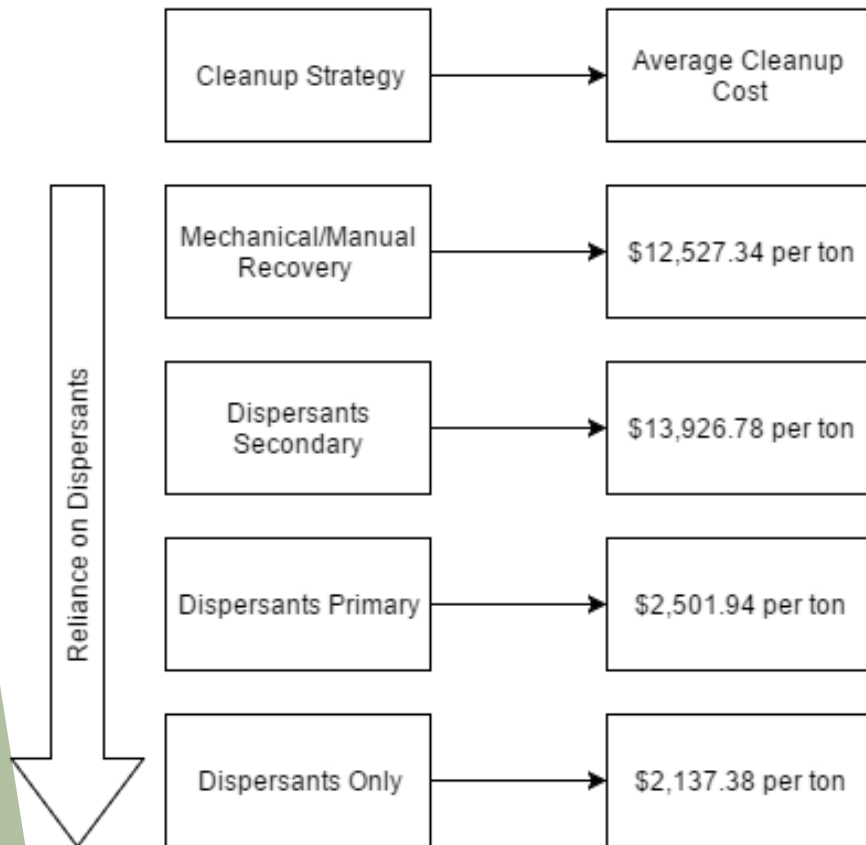 Cleanup Strategy
Average Cleanup
Cost
Mechanical/Manual
Recovery
$12,527.34 per ton
Dispersants
Secondary
$13,926.78 per ton
Dispersants Primary
$2,501.94 per ton
Dispersants Only
$2,137.38 per ton
Reliance on Dispersants